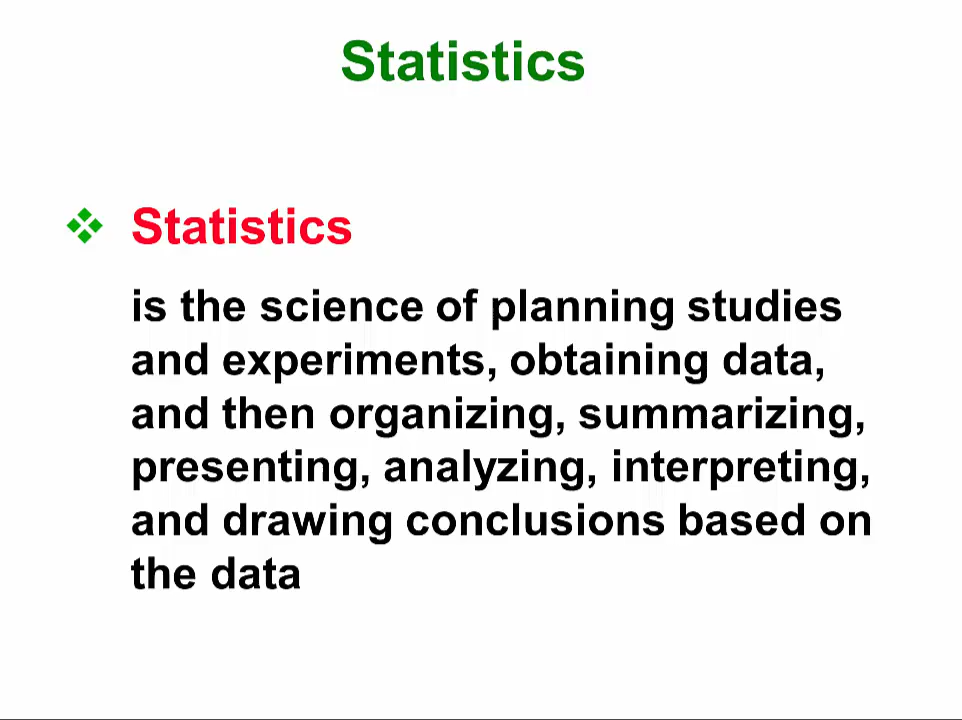 Statistics
Statistics
is the science of planning studies
and experiments, obtaining data,
and then organizing, summarizing,
presenting, analyzing, interpreting,
and drawing conclusions based on
the data